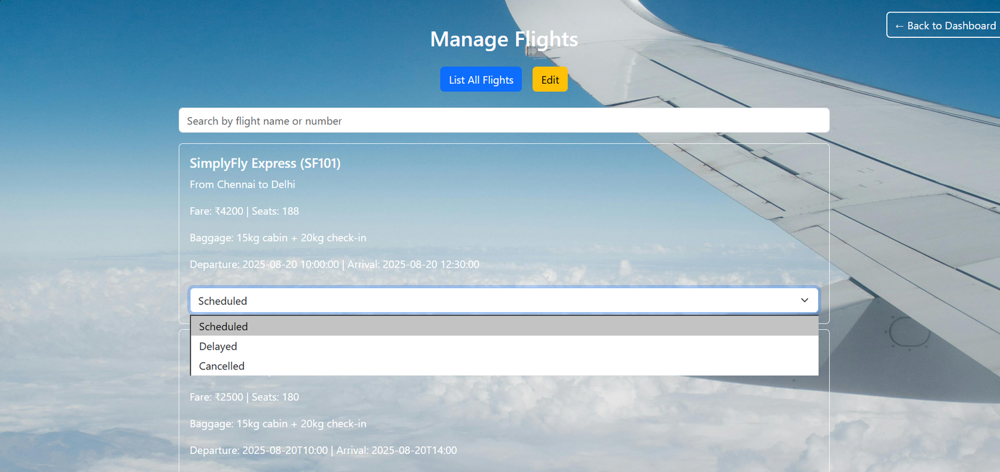 ← Back to Dashboard
Manage Flights
List All Flights
Edit
Search by flight name or number
SimplyFly Express (SF101)
From Chennai to Delhi
Fare: ₹4200 | Seats: 188
Baggage: 15kg cabin + 20kg check-in
Departure: 2025-08-20 10:00:00 | Arrival: 2025-08-20 12:30:00
Scheduled
Scheduled
Delayed
Cancelled
Fare: ₹2500 | Seats: 180
Baggage: 15kg cabin + 20kg check-in
Departure: 2025-08-20T10:00 | Arrival: 2025-08-20T14:00